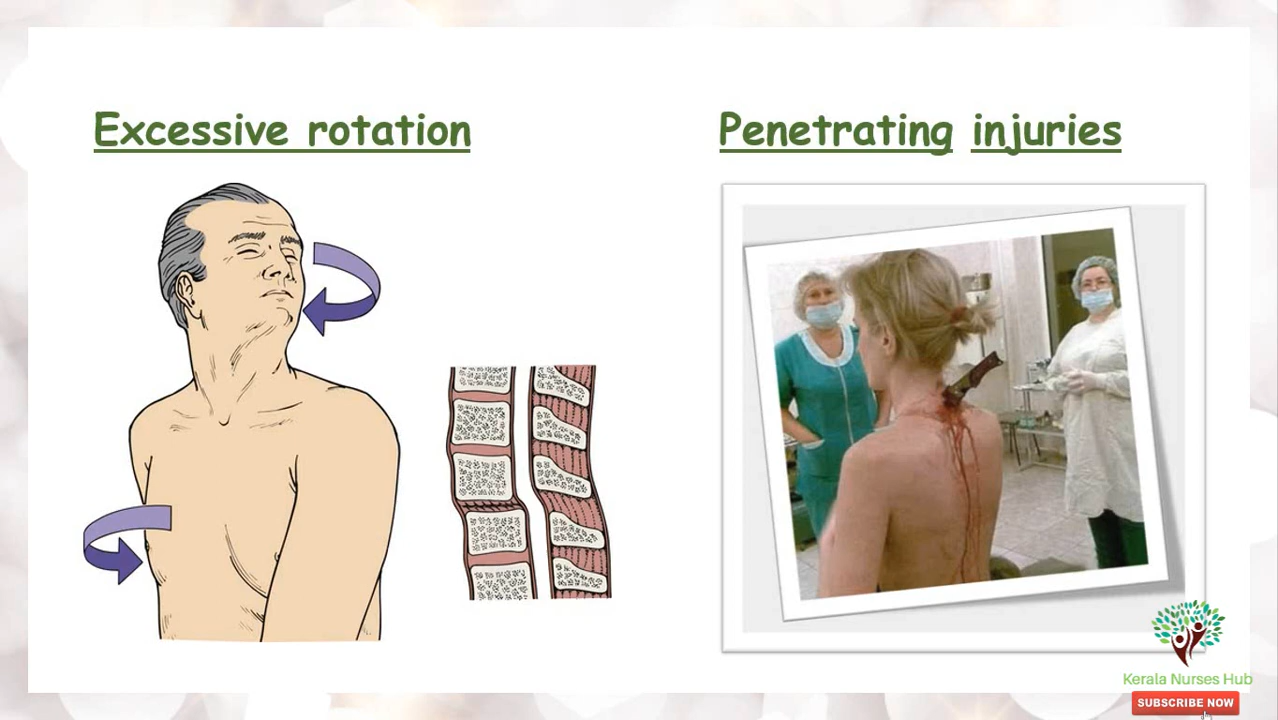 Excessive rotation
Penetrating injuries
Kerala Nurses Hub
SUBSCRIBE NOW